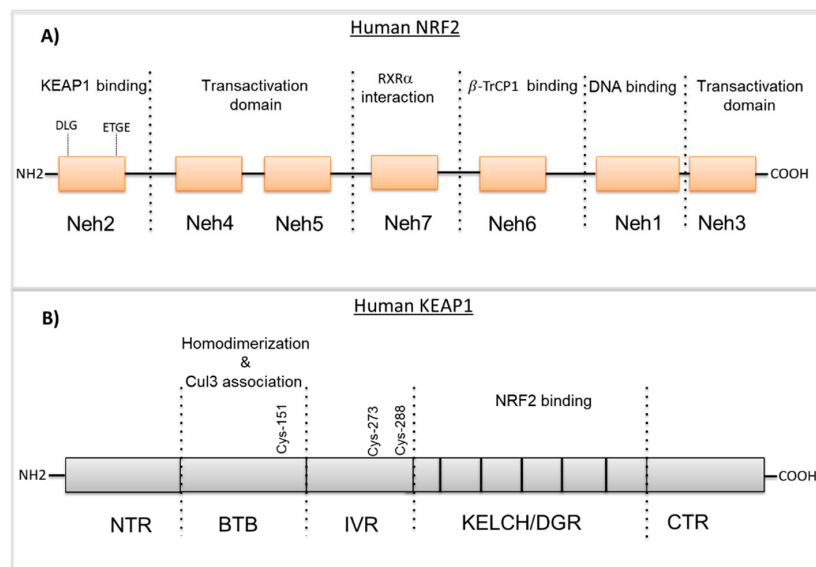 Human NRF2
A)
KEAP1 binding
Transactivation
domain
RXRα
interaction
β-TrCP1 binding
DNA binding
Transactivation
domain
DLG
ETGE
NH2
COOH
Neh2
Neh4
Neh5
Neh7
Neh6
Neh1
Neh3
Human KEAP1
B)
Homodimerization
&
Cul3 association
NRF2 binding
Cys-151
Cys-273
Cys-288
NH2
COOH
NTR
BTB
IVR
KELCH/DGR
CTR